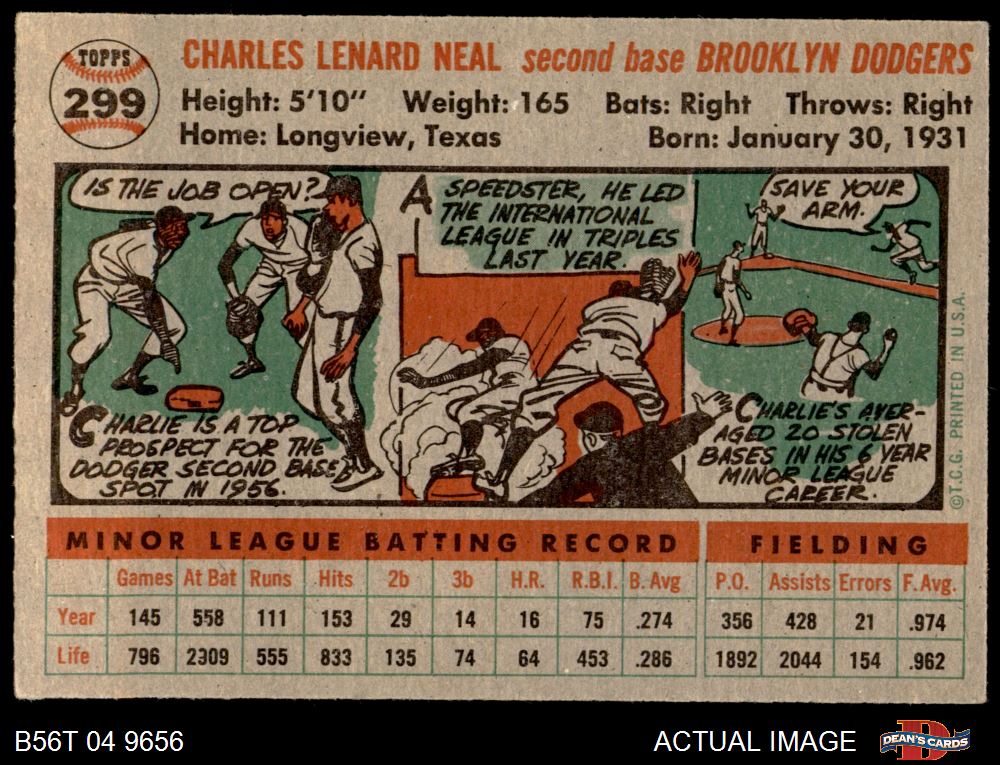 TOPPS
299
CHARLES LENARD NEAL second base BROOKLYN DODGERS
Height: 5'10" Weight: 165 Bats: Right Throws: Right
Home: Longview, Texas Born: January 30, 1931
IS THE JOB OPEN?
CHARLIE IS A TOP
PROSPECT FOR THE
DODGER SECOND BASE
SPOT IN 1956.
A SPEEDSTER, HE LED
THE INTERNATIONAL
LEAGUE IN TRIPLES
LAST YEAR.
SAVE YOUR
ARM.
CHARLIE'S AVER-
AGED 20 STOLEN
BASES IN HIS 6 YEAR
MINOR LEAGUE
CAREER.
©T.C.G. PRINTED IN U.S.A.
MINOR LEAGUE BATTING RECORD FIELDING
Games At Bat Runs Hits 2b 3b H.R. R.B.I. B. Avg P.O. Assists Errors F. Avg.
Year 145 558 111 153 29 14 16 75 .274 356 428 21 .974
Life 796 2909 555 833 135 74 64 453 .286 1892 2044 154 .962
B56T 04 9656 ACTUAL IMAGE DEAN'S CARDS